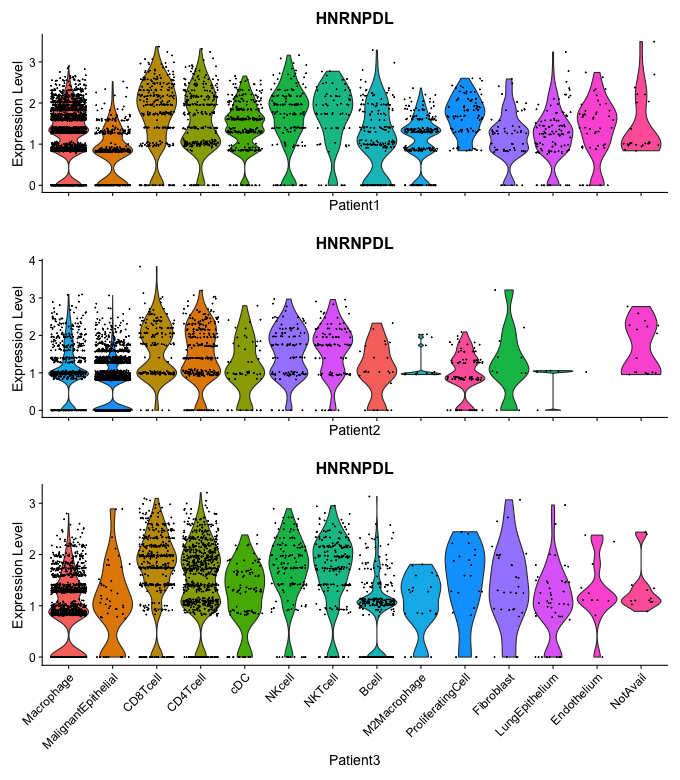 HNRNPDL
Expression Level
3
2
1
0
Patient1
HNRNPDL
Expression Level
4
3
2
1
0
Patient2
HNRNPDL
Expression Level
3
2
1
0
Macrophage
MalignantEpithelial
CD8Tcell
CD4Tcell
cDC
NKcell
NKTcell
Bcell
M2Macrophage
ProliferatingCell
Fibroblast
LungEpithelium
Endothelium
NotAvail
Patient3